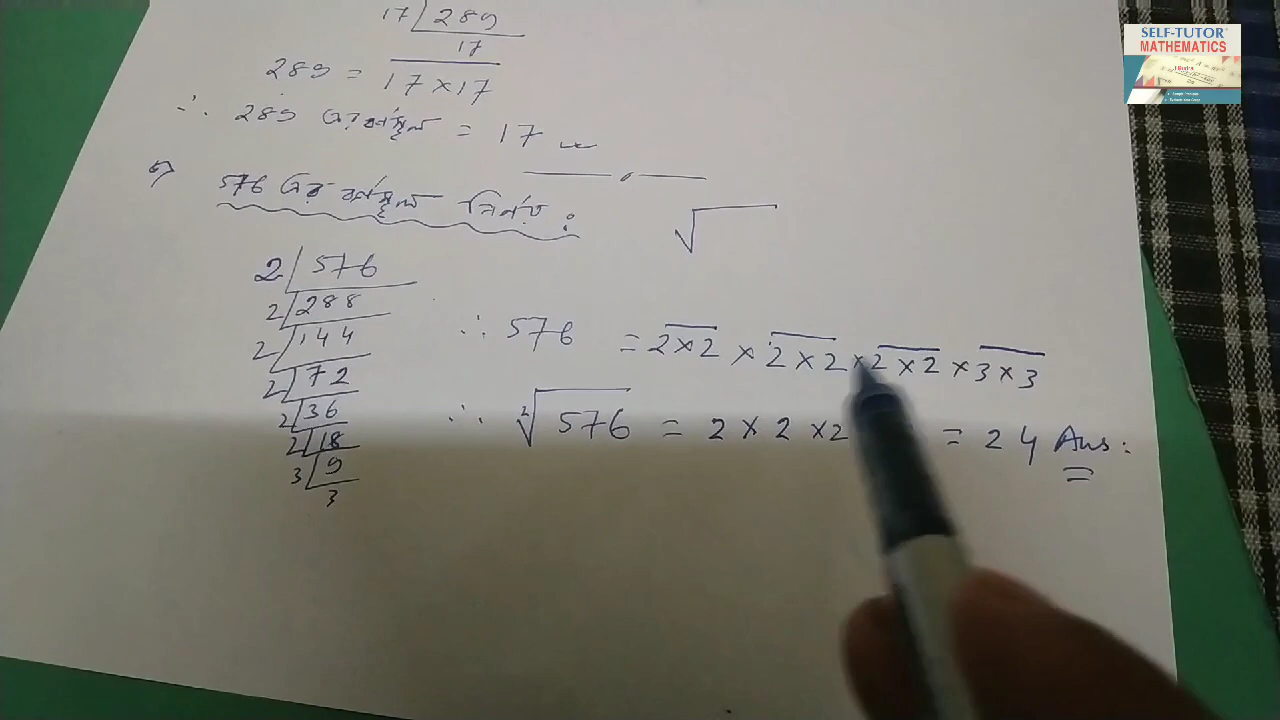 17 | 289
17
289 = 17 × 17
∴ 289 এর বর্গমূল = 17
576 এর বর্গমূল নির্ণয় :
√
2 | 576
2 | 288
2 | 144
2 | 72
2 | 36
2 | 18
3 | 9
3
∴ 576 = 2 × 2 × 2 × 2 × 2 × 2 × 3 × 3
∴ ²√576 = 2 × 2 × 2 = 24 Ans:
SELF-TUTOR
MATHEMATICS